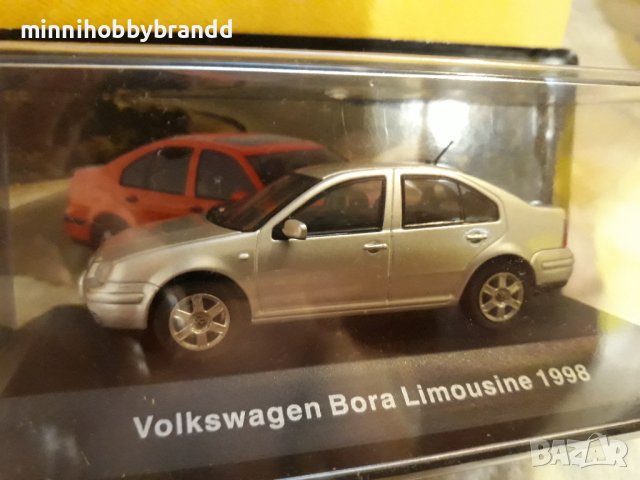 minnihobbybrandd
Volkswagen Bora Limousine 1998
BAZAR